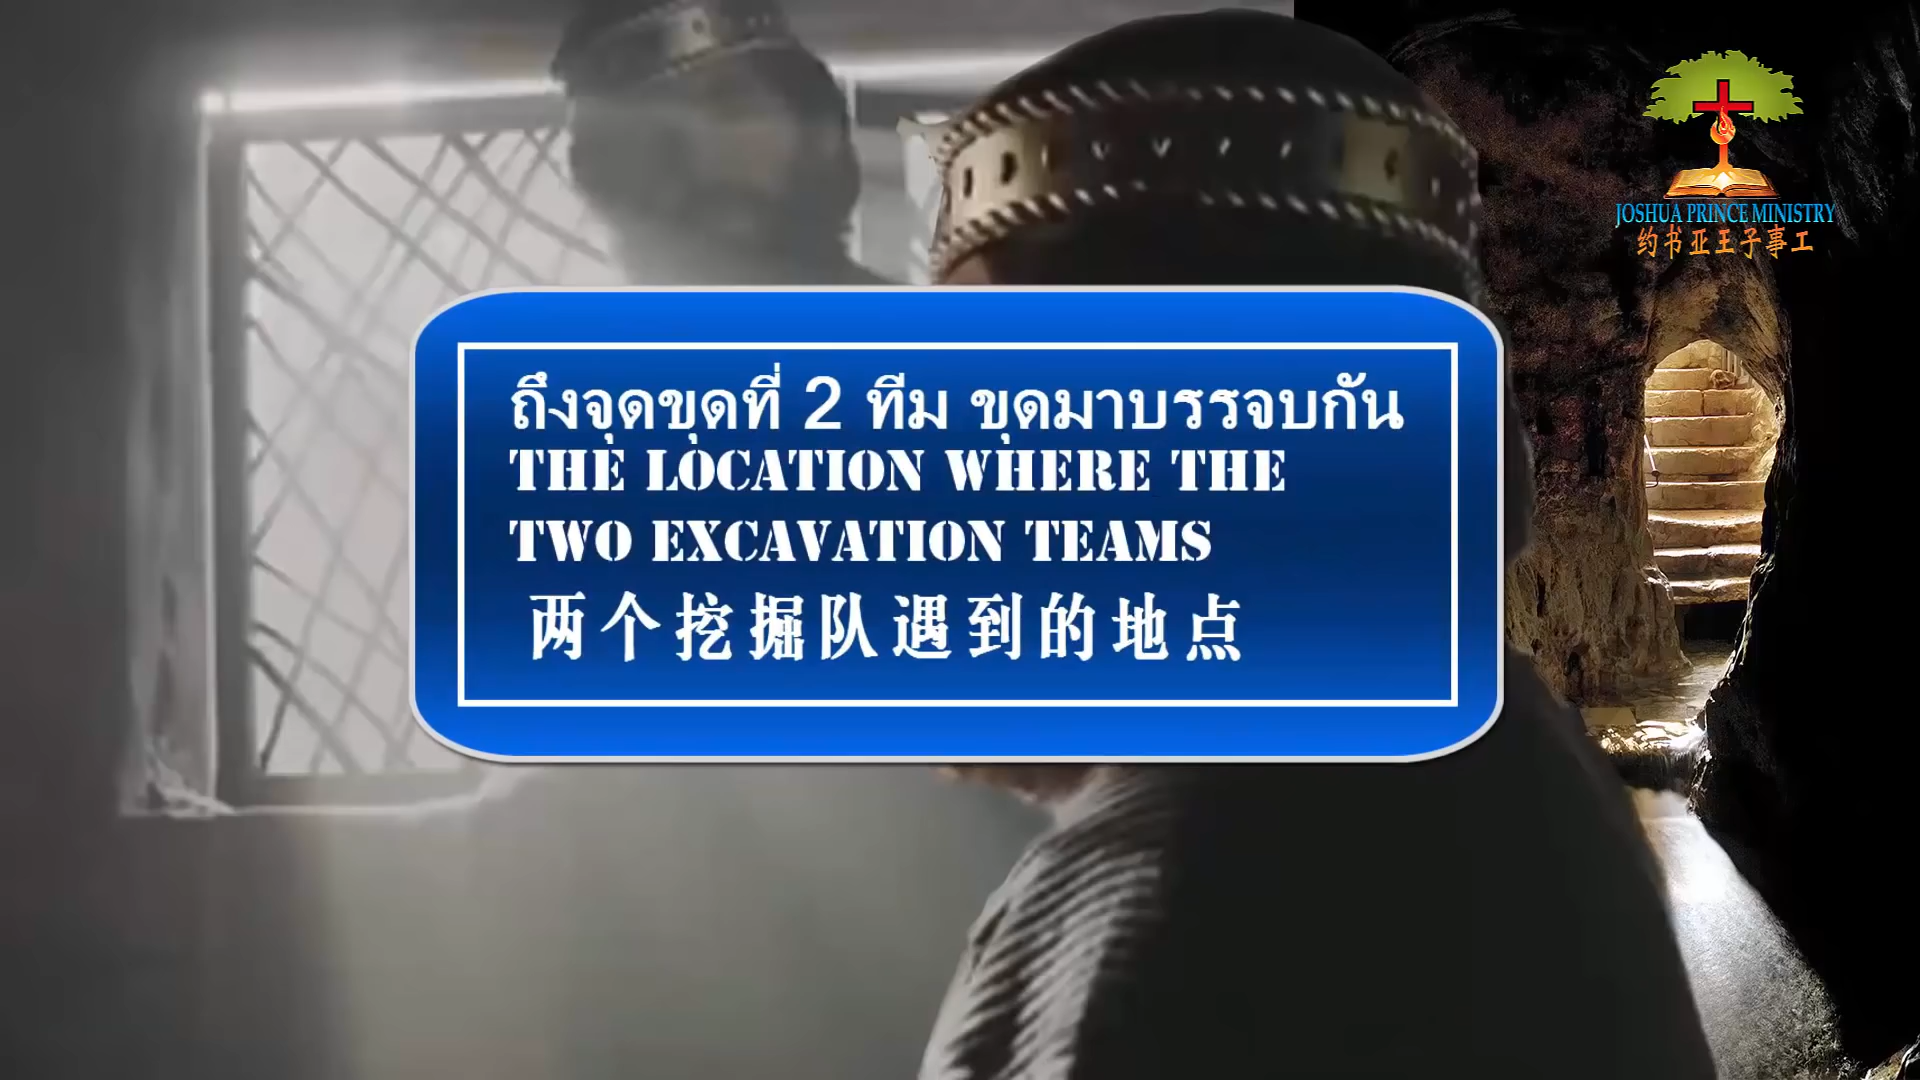 JOSHUA PRINCE MINISTRY
约书亚王子事工
ถึงจุดขุดที่ 2 ทีม ขุดมาบรรจบกัน
THE LOCATION WHERE THE
TWO EXCAVATION TEAMS
两个挖掘队遇到的地点